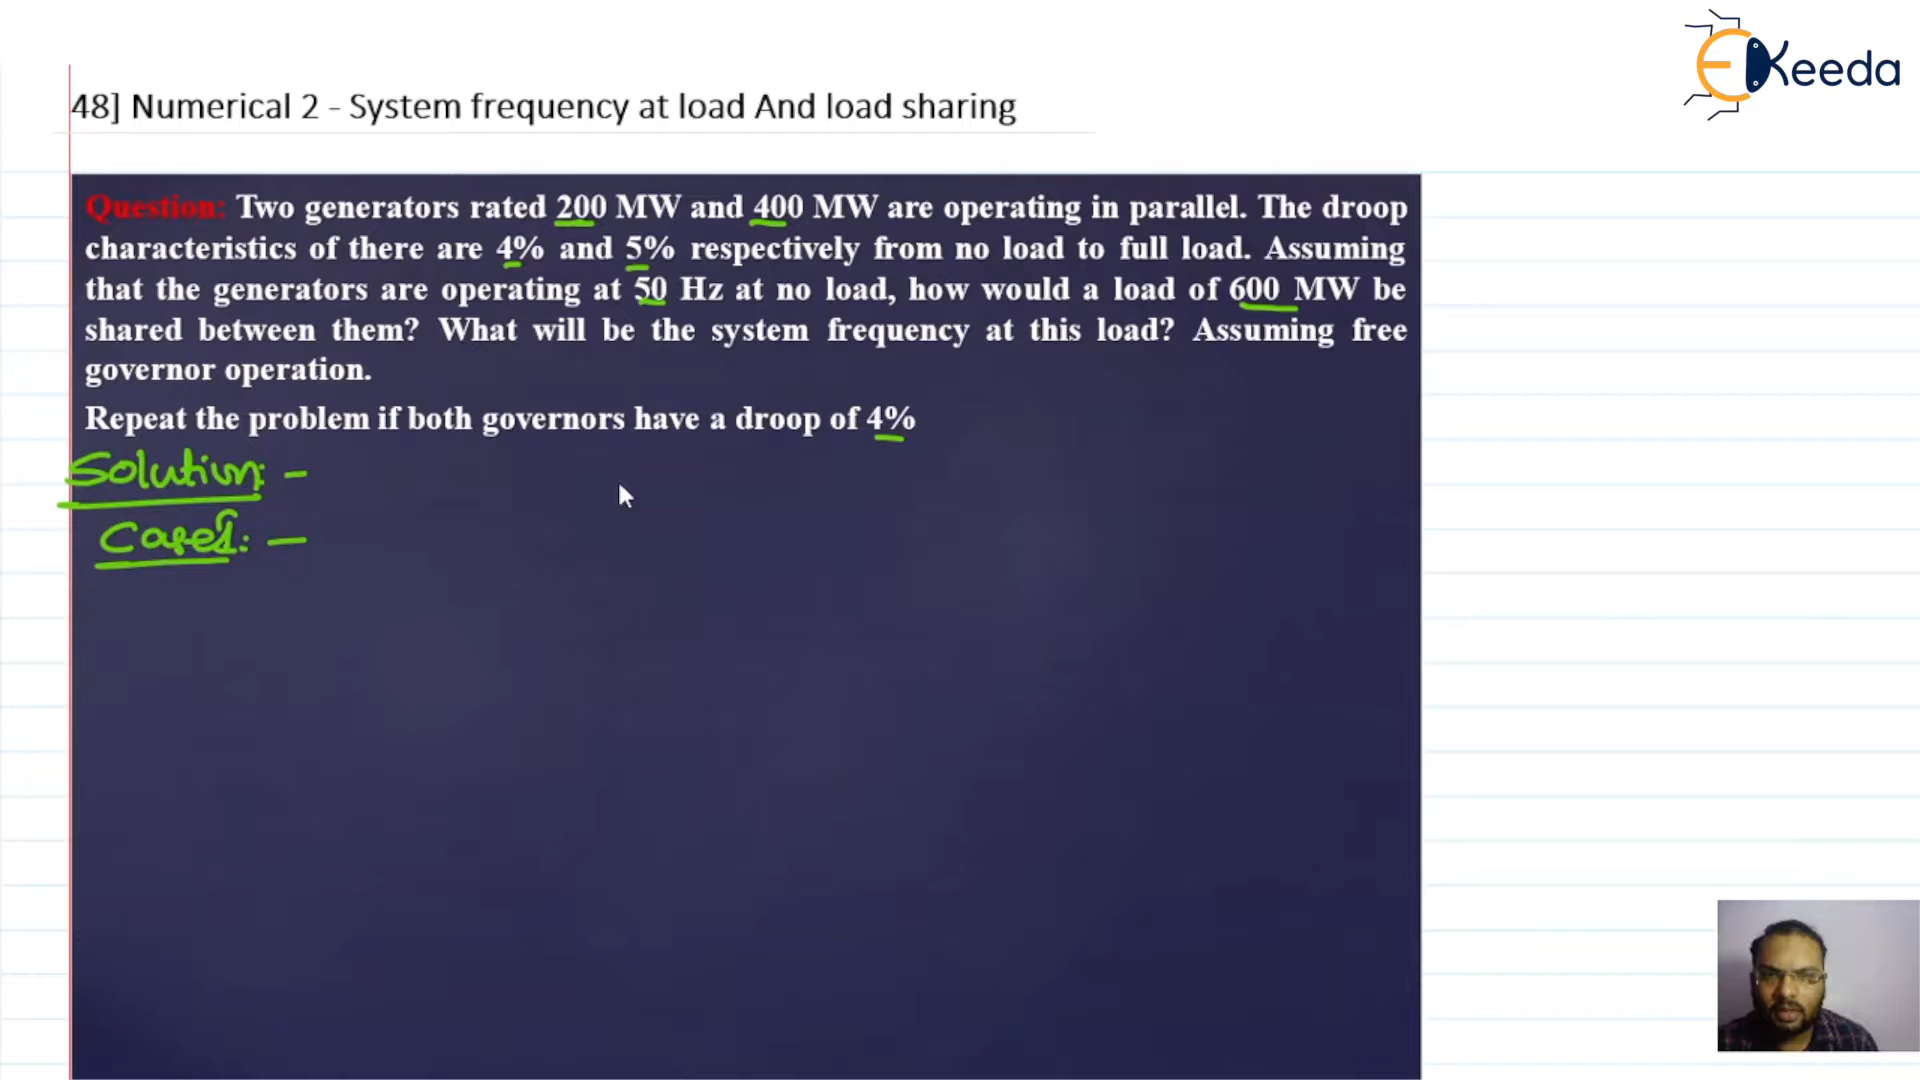 EKeeda
48] Numerical 2 - System frequency at load And load sharing
Question: Two generators rated 200 MW and 400 MW are operating in parallel. The droop
characteristics of there are 4% and 5% respectively from no load to full load. Assuming
that the generators are operating at 50 Hz at no load, how would a load of 600 MW be
shared between them? What will be the system frequency at this load? Assuming free
governor operation.
Repeat the problem if both governors have a droop of 4%
Solution: -